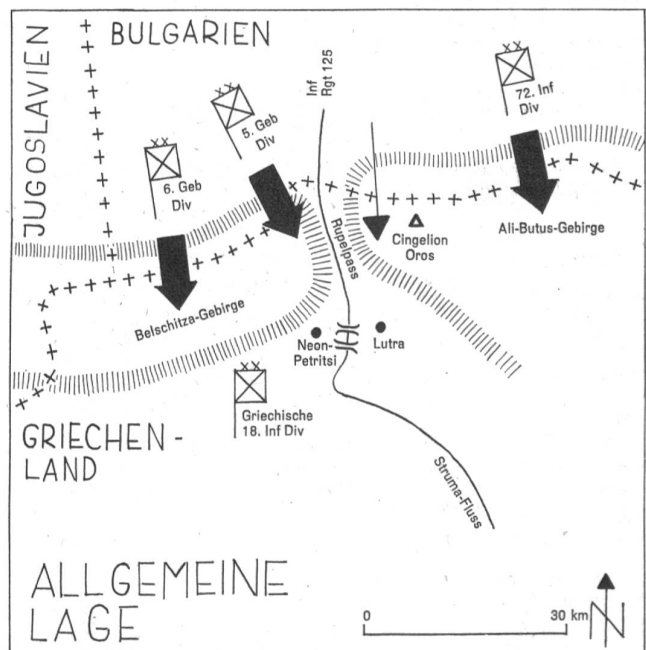 JUGOSLAVIEN
BULGARIEN
Inf
Rgt 125
72. Inf
Div
5. Geb
Div
6. Geb
Div
Rupelpass
Cingelion
Oros
Ali-Butus-Gebirge
Belschitza-Gebirge
Neon-
Petritsi
Lutra
Griechische
18. Inf Div
GRIECHEN-
LAND
Struma-Fluss
ALLGEMEINE
LAGE
0
30 km
N